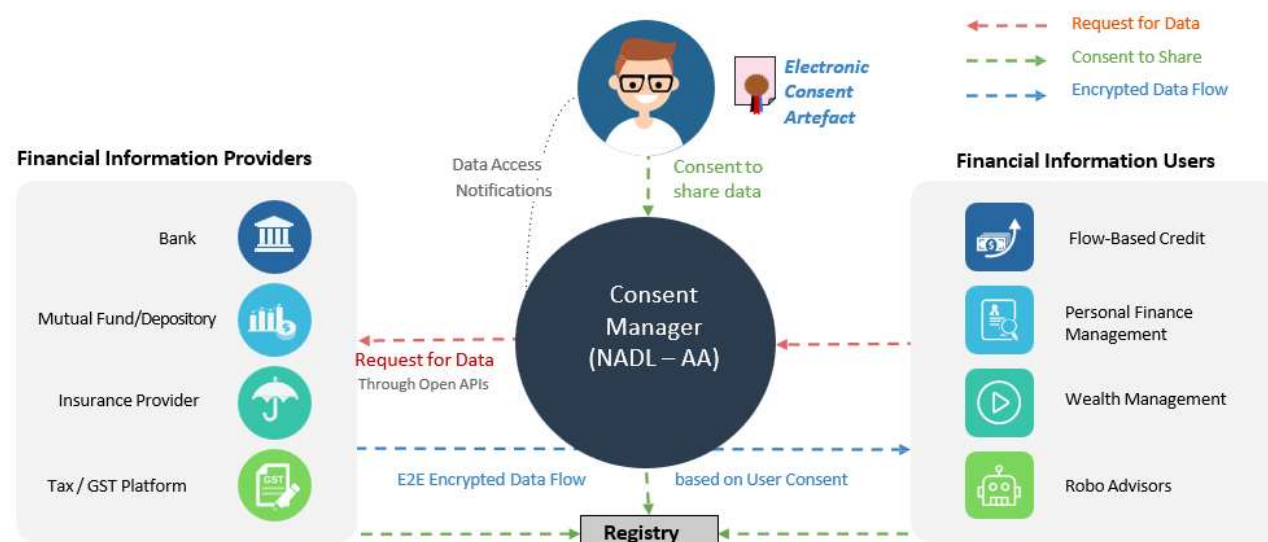 Request for Data
Consent to Share
Encrypted Data Flow
Electronic
Consent
Artefact
Financial Information Providers
Data Access
Notifications
Consent to
share data
Financial Information Users
Bank
Mutual Fund/Depository
Insurance Provider
Tax / GST Platform
GST
Consent
Manager
(NADL – AA)
Request for Data
Through Open APIs
Flow-Based Credit
Personal Finance
Management
Wealth Management
Robo Advisors
E2E Encrypted Data Flow
based on User Consent
Registry